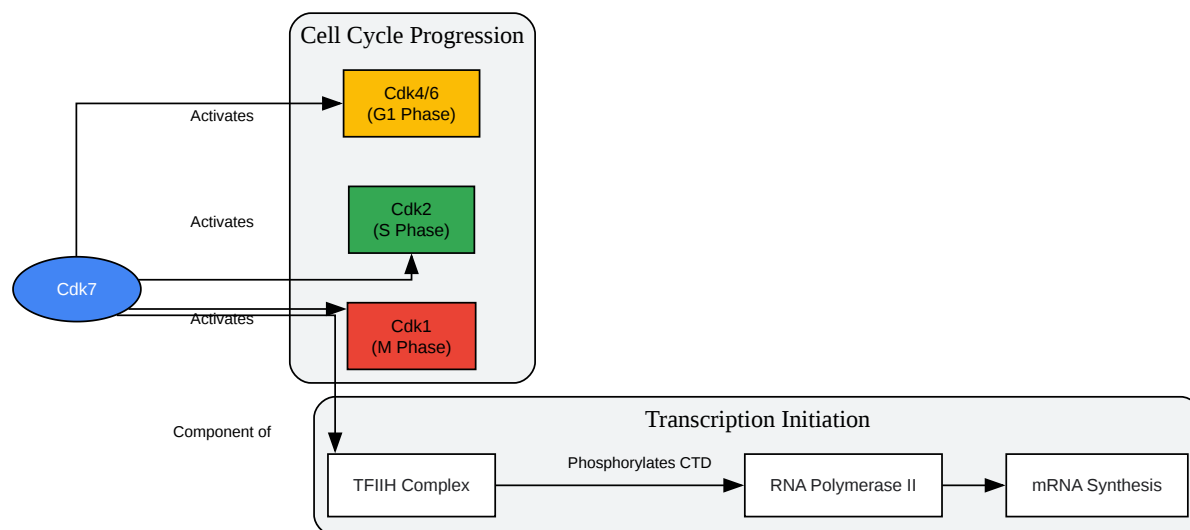 Cell Cycle Progression
Cdk4/6
(G1 Phase)
Activates
Cdk2
(S Phase)
Activates
Cdk7
Cdk1
(M Phase)
Activates
Transcription Initiation
Component of
Phosphorylates CTD
TFIIH Complex
RNA Polymerase II
mRNA Synthesis